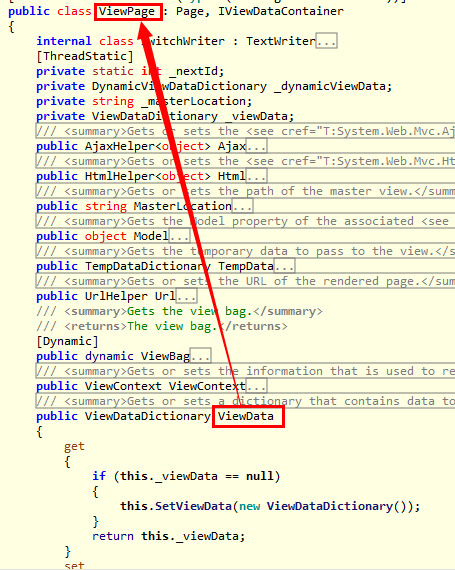 public class ViewPage : Page, IViewDataContainer
{
internal class SwitchWriter : TextWriter...
[ThreadStatic]
private static int _nextId;
private DynamicViewDataDictionary _dynamicViewData;
private string _masterLocation;
private ViewDataDictionary _viewData;
/// <summary>Gets or sets the <see cref="T:System.Web.Mvc.Aj
public AjaxHelper<object> Ajax...
/// <summary>Gets or sets the <see cref="T:System.Web.Mvc.Ht
public HtmlHelper<object> Html...
/// <summary>Gets or sets the path of the master view.</summ
public string MasterLocation...
/// <summary>Gets the Model property of the associated <see
public object Model...
/// <summary>Gets the temporary data to pass to the view.</s
public TempDataDictionary TempData...
/// <summary>Gets or sets the URL of the rendered page.</sum
public UrlHelper Url...
/// <summary>Gets the view bag.</summary>
/// <returns>The view bag.</returns>
[Dynamic]
public dynamic ViewBag...
/// <summary>Gets or sets the information that is used to re
public ViewContext ViewContext...
/// <summary>Gets or sets a dictionary that contains data to
public ViewDataDictionary ViewData
{
get
{
if (this._viewData == null)
{
this.SetViewData(new ViewDataDictionary());
}
return this._viewData;
}
set